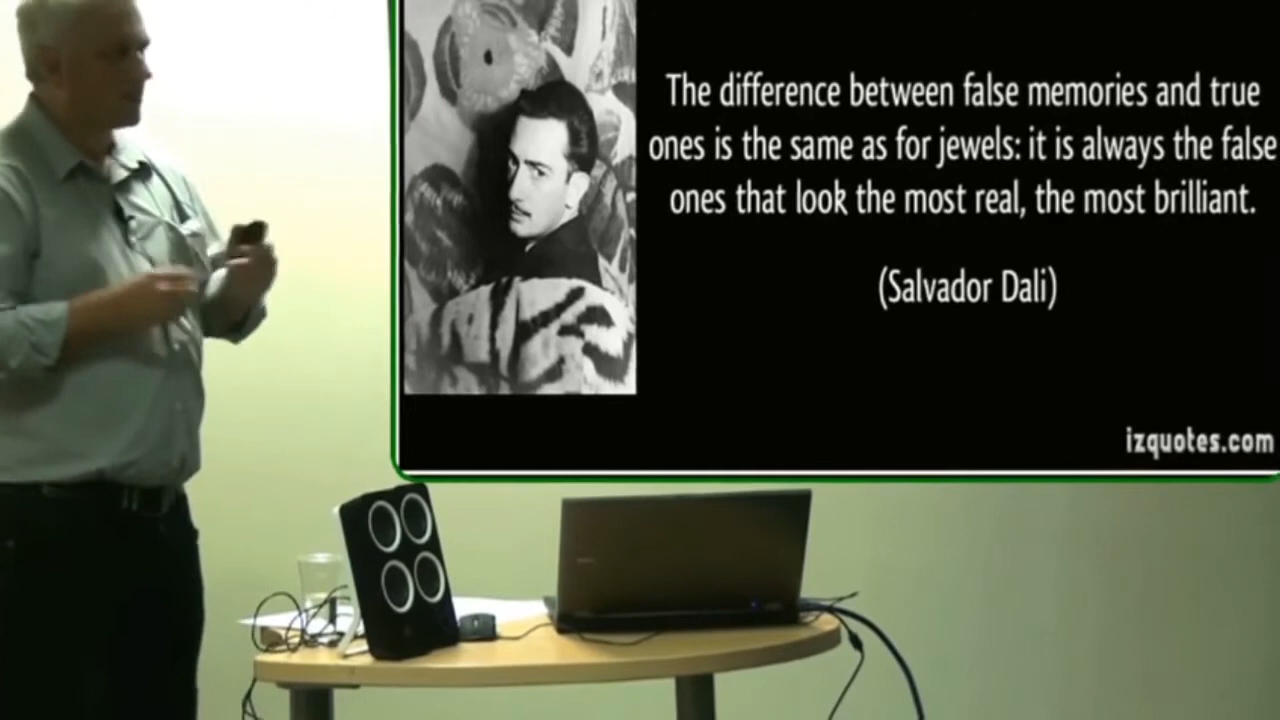 The difference between false memories and true
ones is the same as for jewels: it is always the false
ones that look the most real, the most brilliant.
(Salvador Dali)
izquotes.com